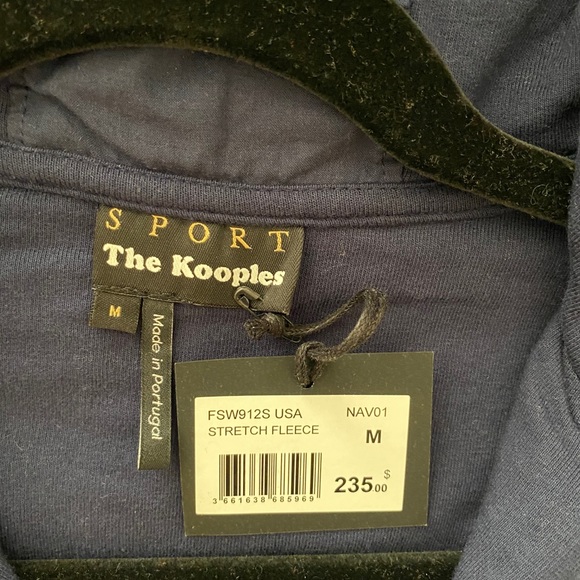 SPORT
The Kooples
M
Made in Portugal
FSW912S USA NAV01
STRETCH FLEECE M
$
235.00
3 661638 685969